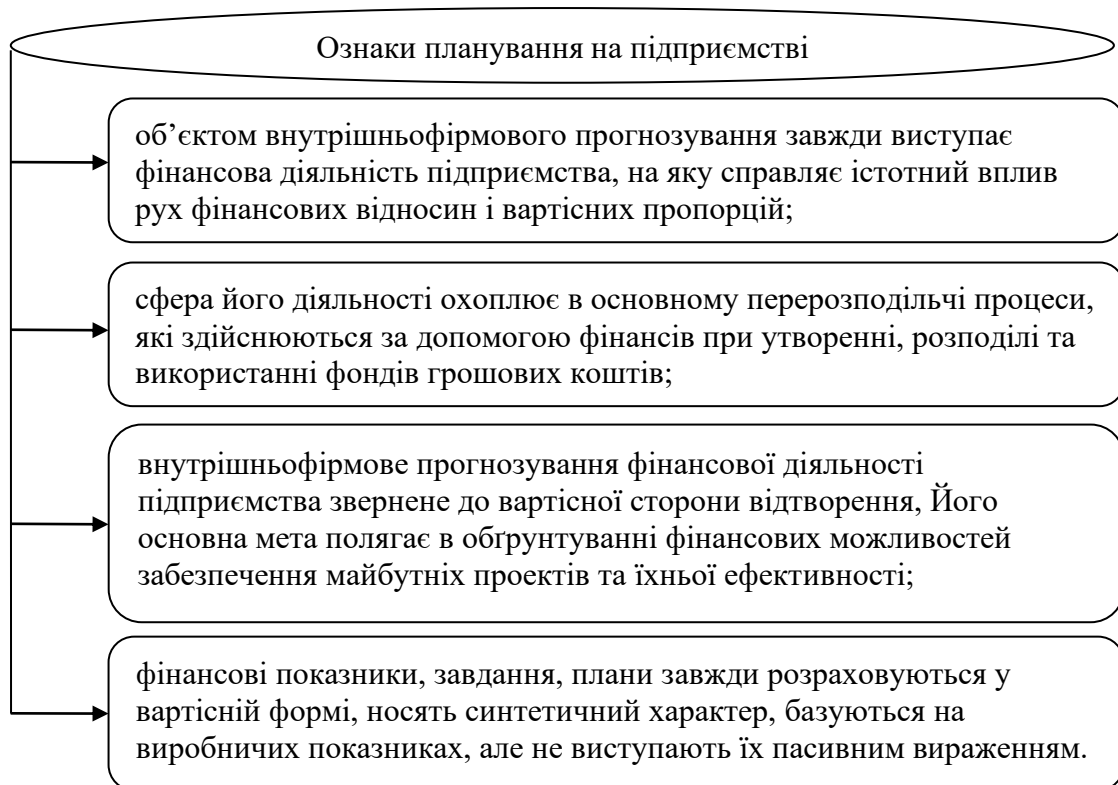 Ознаки планування на підприємстві
об’єктом внутрішньофірмового прогнозування завжди виступає
фінансова діяльність підприємства, на яку справляє істотний вплив
рух фінансових відносин і вартісних пропорцій;
сфера його діяльності охоплює в основному перерозподільчі процеси,
які здійснюються за допомогою фінансів при утворенні, розподілі та
використанні фондів грошових коштів;
внутрішньофірмове прогнозування фінансової діяльності
підприємства звернене до вартісної сторони відтворення, Його
основна мета полягає в обґрунтуванні фінансових можливостей
забезпечення майбутніх проектів та їхньої ефективності;
фінансові показники, завдання, плани завжди розраховуються у
вартісній формі, носять синтетичний характер, базуються на
виробничих показниках, але не виступають їх пасивним вираженням.